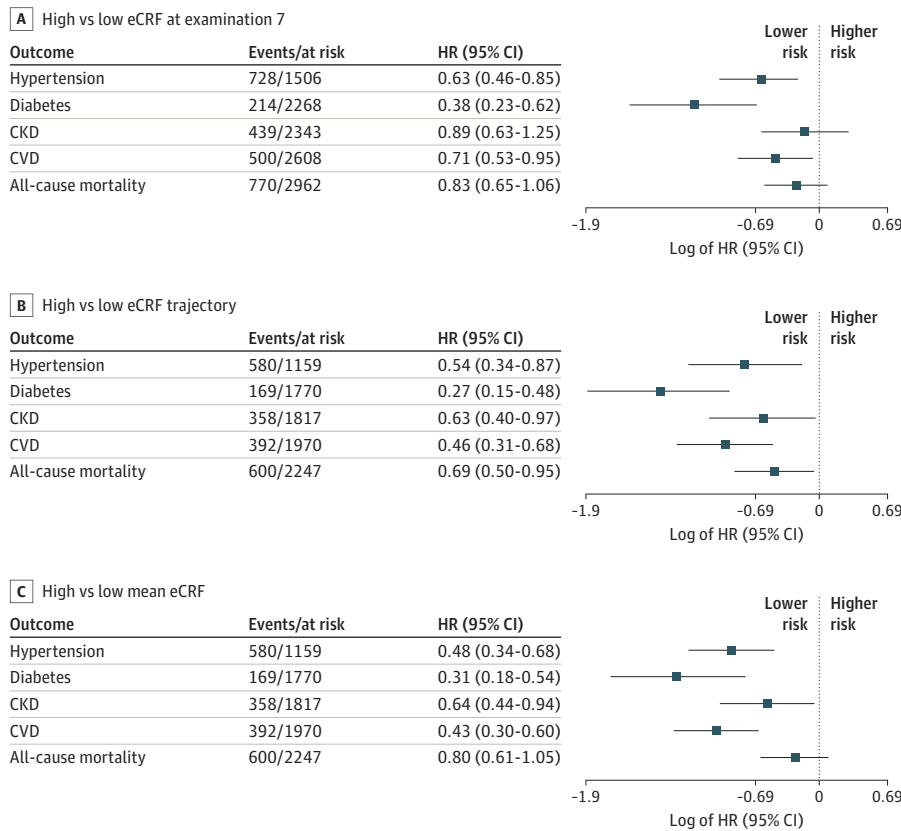 A High vs low eCRF at examination 7
Lower risk Higher risk
Outcome Events/at risk HR (95% CI)
Hypertension 728/1506 0.63 (0.46-0.85)
Diabetes 214/2268 0.38 (0.23-0.62)
CKD 439/2343 0.89 (0.63-1.25)
CVD 500/2608 0.71 (0.53-0.95)
All-cause mortality 770/2962 0.83 (0.65-1.06)
-1.9 -0.69 0 0.69
Log of HR (95% CI)
B High vs low eCRF trajectory
Lower risk Higher risk
Outcome Events/at risk HR (95% CI)
Hypertension 580/1159 0.54 (0.34-0.87)
Diabetes 169/1770 0.27 (0.15-0.48)
CKD 358/1817 0.63 (0.40-0.97)
CVD 392/1970 0.46 (0.31-0.68)
All-cause mortality 600/2247 0.69 (0.50-0.95)
-1.9 -0.69 0 0.69
Log of HR (95% CI)
C High vs low mean eCRF
Lower risk Higher risk
Outcome Events/at risk HR (95% CI)
Hypertension 580/1159 0.48 (0.34-0.68)
Diabetes 169/1770 0.31 (0.18-0.54)
CKD 358/1817 0.64 (0.44-0.94)
CVD 392/1970 0.43 (0.30-0.60)
All-cause mortality 600/2247 0.80 (0.61-1.05)
-1.9 -0.69 0 0.69
Log of HR (95% CI)